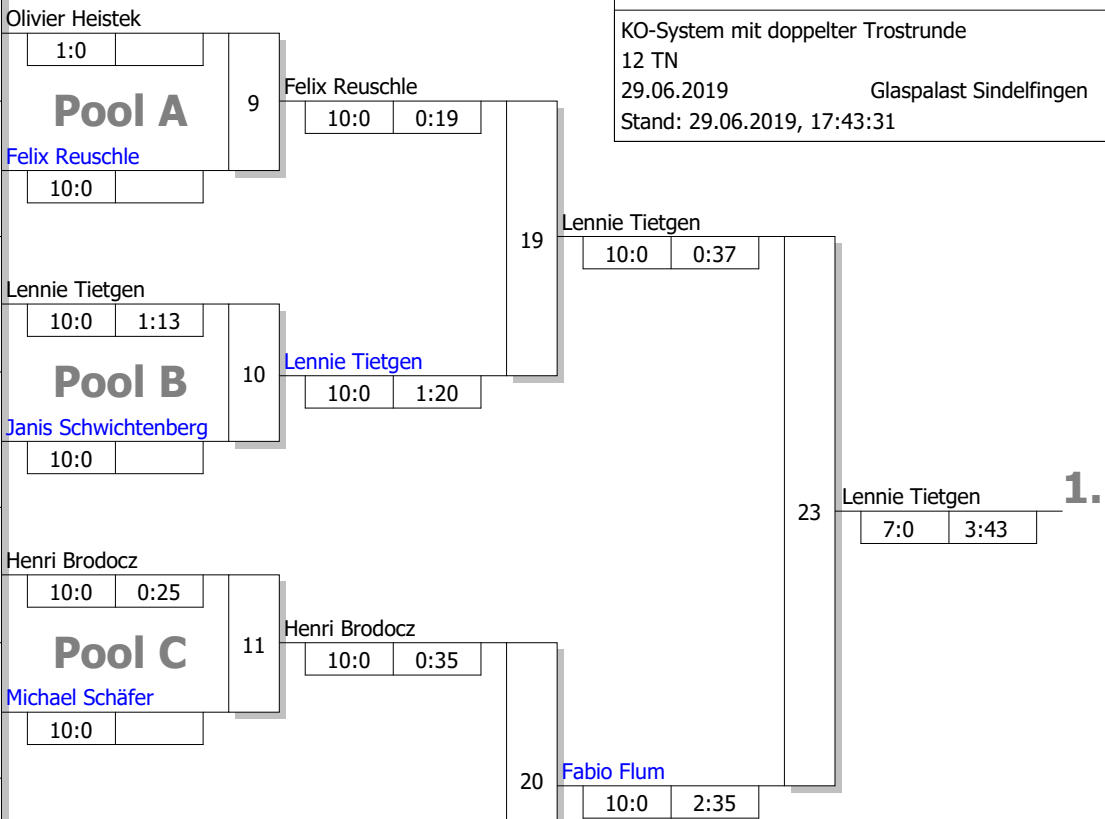 Olivier Heistek
1:0
Pool A
9
Felix Reuschle
10:0
Felix Reuschle
10:0 0:19
KO-System mit doppelter Trostrunde
12 TN
29.06.2019 Glaspalast Sindelfingen
Stand: 29.06.2019, 17:43:31
19
Lennie Tietgen
10:0 0:37
Lennie Tietgen
10:0 1:13
Pool B
10
Janis Schwichtenberg
10:0
Lennie Tietgen
10:0 1:20
23
Lennie Tietgen
7:0 3:43
1.
Henri Brodocz
10:0 0:25
Pool C
11
Michael Schäfer
10:0
Henri Brodocz
10:0 0:35
20
Fabio Flum
10:0 2:35